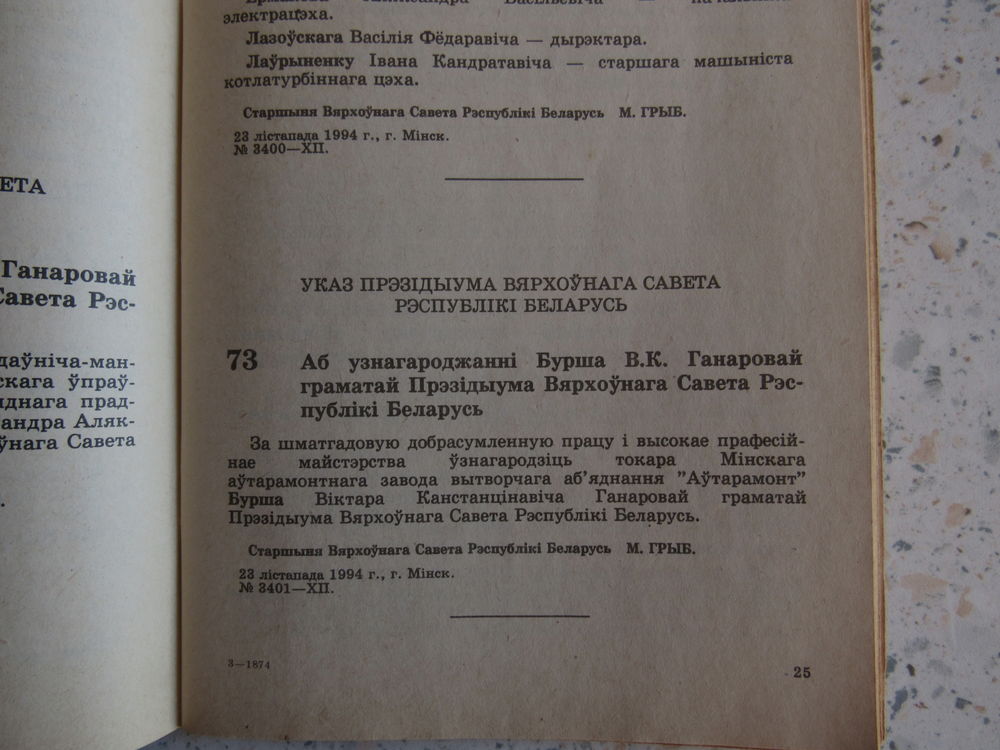 ЕТА
Ганаровай
Савета Рэс-
даўніча-ман-
скага ўпраў-
яднага прад-
андра Аляк-
ўнага Савета
электрацэха.
Лазоўскага Васілія Фёдаравіча — дырэктара.
Лаўрыненку Івана Кандратавіча — старшага машыніста
котлатурбіннага цэха.
Старшыня Вярхоўнага Савета Рэспублікі Беларусь М. ГРЫБ.
23 лістапада 1994 г., г. Мінск.
№ 3400—XII.
УКАЗ ПРЭЗІДЫУМА ВЯРХОЎНАГА САВЕТА
РЭСПУБЛІКІ БЕЛАРУСЬ
73 Аб узнагароджанні Бурша В.К. Ганаровай
граматай Прэзідыума Вярхоўнага Савета Рэс-
публікі Беларусь
За шматгадовую добрасумленную працу і высокае прафесій-
нае майстэрства ўзнагародзіць токара Мінскага
аўтарамонтнага завода вытворчага аб'яднання "Аўтарамонт"
Бурша Віктара Канстанцінавіча Ганаровай граматай
Прэзідыума Вярхоўнага Савета Рэспублікі Беларусь.
Старшыня Вярхоўнага Савета Рэспублікі Беларусь М. ГРЫБ.
23 лістапада 1994 г., г. Мінск.
№ 3401—XII.
3—1874
25